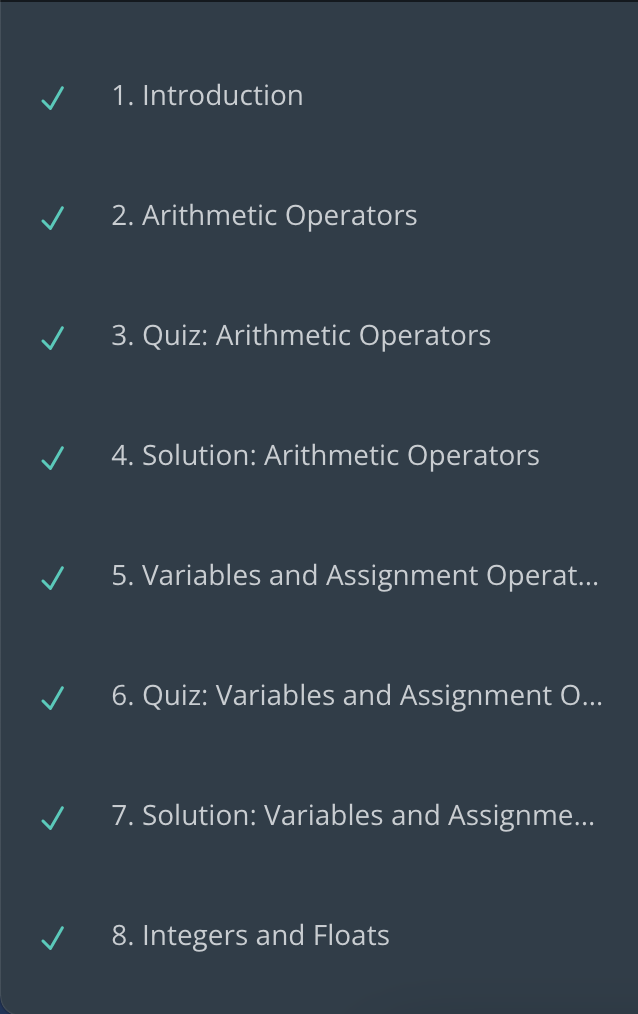 1. Introduction
2. Arithmetic Operators
3. Quiz: Arithmetic Operators
4. Solution: Arithmetic Operators
5. Variables and Assignment Operat...
6. Quiz: Variables and Assignment O...
7. Solution: Variables and Assignme...
8. Integers and Floats